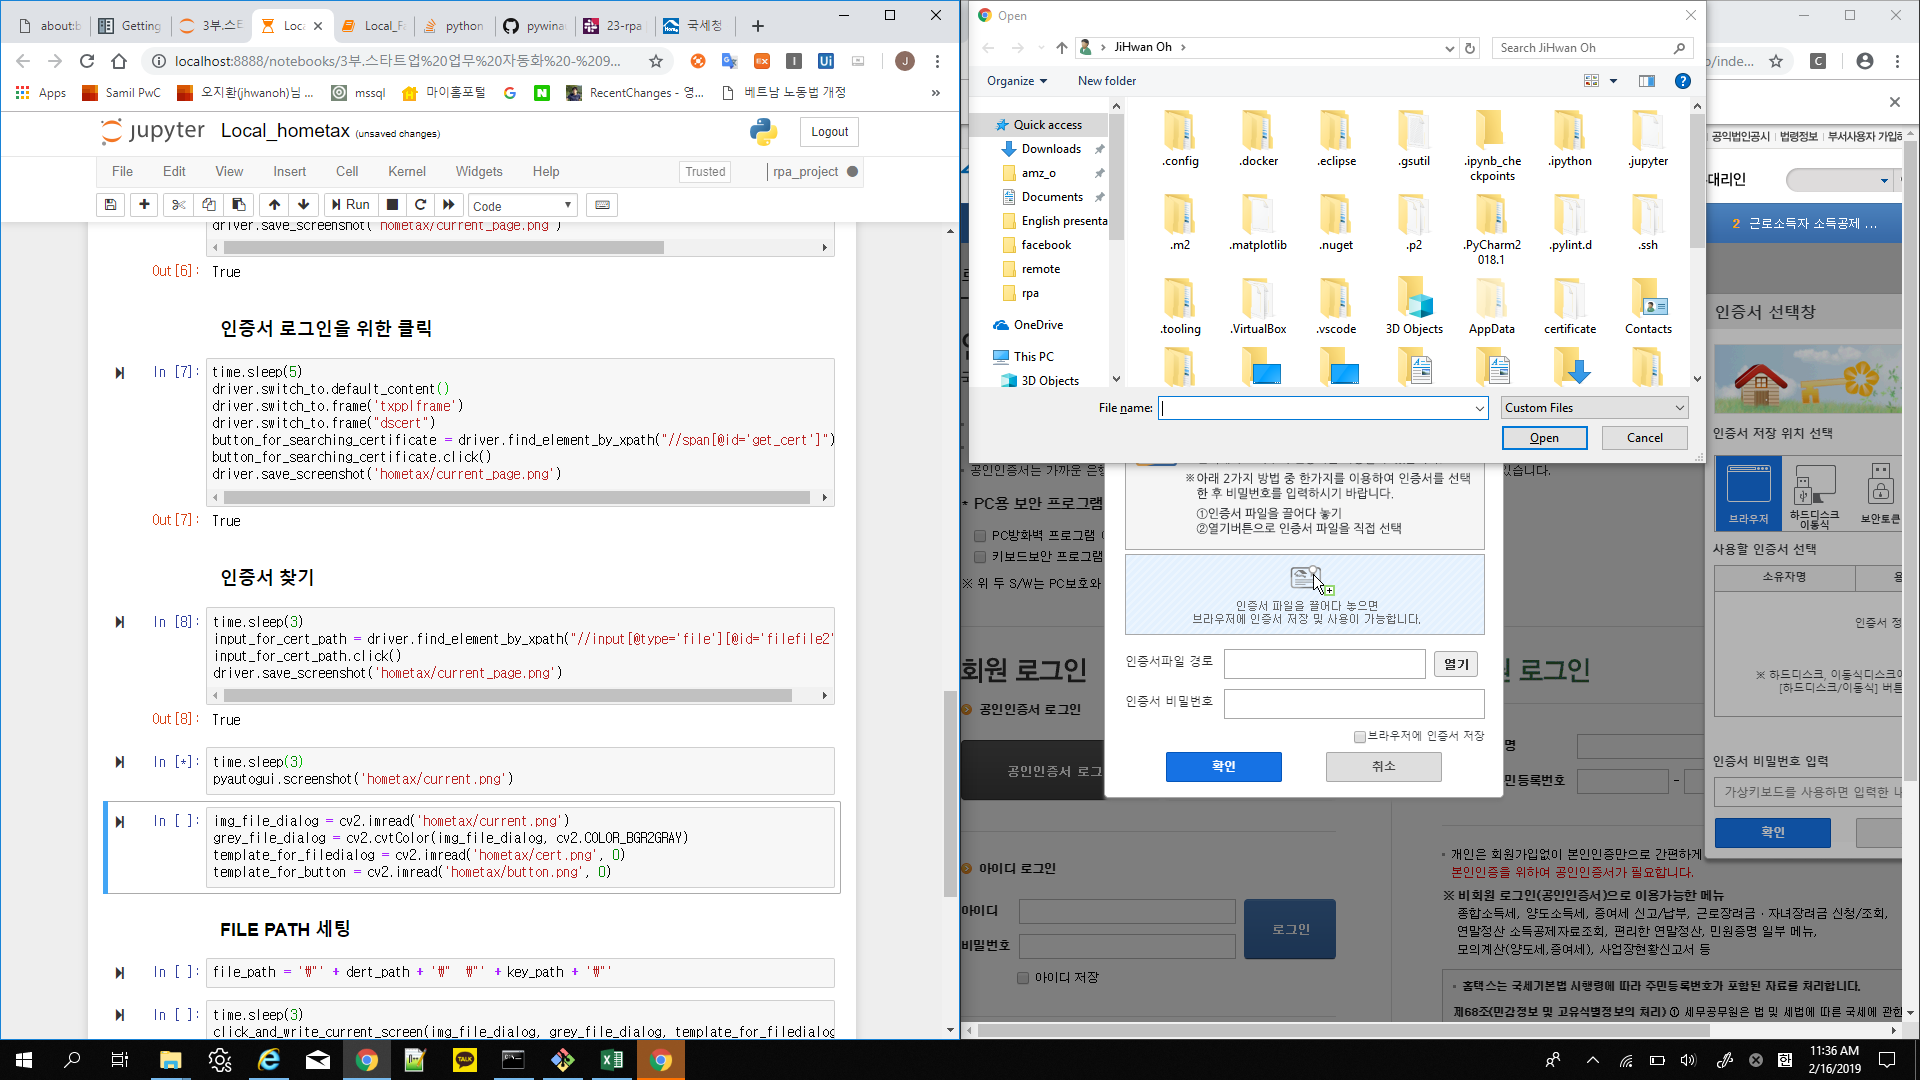 about:b
Getting
3부.스트
Loca
Local_Fa
python
pywina
23-rpa
국세청
localhost:8888/notebooks/3부.스타트업%20업무%20자동화%20-%209...
Apps
Samil PwC
오지환(jhwanoh)님 ...
mssql
마이홈포털
RecentChanges - 영...
베트남 노동법 개정
»
jupyter
Local_hometax (unsaved changes)
Logout
File Edit View Insert Cell Kernel Widgets Help
Trusted
rpa_project
Run
Code
driver.save_screenshot('hometax/current_page.png')
Out[6]: True
인증서 로그인을 위한 클릭
In [7]: time.sleep(5)
driver.switch_to.default_content()
driver.switch_to.frame('txpplframe')
driver.switch_to.frame("dscert")
button_for_searching_certificate = driver.find_element_by_xpath("//span[@id='get_cert']")
button_for_searching_certificate.click()
driver.save_screenshot('hometax/current_page.png')
Out[7]: True
인증서 찾기
In [8]: time.sleep(3)
input_for_cert_path = driver.find_element_by_xpath("//input[@type='file'][@id='filefile2'
input_for_cert_path.click()
driver.save_screenshot('hometax/current_page.png')
Out[8]: True
In [*]: time.sleep(3)
pyautogui.screenshot('hometax/current.png')
In [ ]: img_file_dialog = cv2.imread('hometax/current.png')
grey_file_dialog = cv2.cvtColor(img_file_dialog, cv2.COLOR_BGR2GRAY)
template_for_filedialog = cv2.imread('hometax/cert.png', 0)
template_for_button = cv2.imread('hometax/button.png', 0)
FILE PATH 세팅
In [ ]: file_path = '₩"' + dert_path + '₩" ₩"' + key_path + '₩"'
In [ ]: time.sleep(3)
click_and_write_current_screen(img_file_dialog, grey_file_dialog, template_for_filedialog
Open
JiHwan Oh
Search JiHwan Oh
Organize
New folder
Quick access
Downloads
amz_o
Documents
English presenta
facebook
remote
rpa
OneDrive
This PC
3D Objects
.config
.docker
.eclipse
.gsutil
.ipynb_checkpoints
.ipython
.jupyter
.m2
.matplotlib
.nuget
.p2
.PyCharm2018.1
.pylint.d
.ssh
.tooling
.VirtualBox
.vscode
3D Objects
AppData
certificate
Contacts
File name:
Custom Files
Open
Cancel
b/inde...
공익법인공시 | 법령정보 | 부서사용자 가입하
대리인
2 근로소득자 소득공제 ...
공인인증서는 가까운 은행
있습니다.
* PC용 보안 프로그램
PC방화벽 프로그램
키보드보안 프로그램
※ 위 두 S/W는 PC보호와
※아래 2가지 방법 중 한가지를 이용하여 인증서를 선택
한 후 비밀번호를 입력하시기 바랍니다.
①인증서 파일을 끌어다 놓기
②열기버튼으로 인증서 파일을 직접 선택
인증서 파일을 끌어다 놓으면
브라우저에 인증서 저장 및 사용이 가능합니다.
인증서파일 경로
열기
인증서 비밀번호
브라우저에 인증서 저장
확인
취소
회원 로그인
공인인증서 로그인
공인인증서 로그
아이디 로그인
아이디
비밀번호
로그인
아이디 저장
로그인
명
민등록번호
-
개인은 회원가입없이 본인인증만으로 간편하게
본인인증을 위하여 공인인증서가 필요합니다.
※ 비회원 로그인(공인인증서)으로 이용가능한 메뉴
종합소득세, 양도소득세, 증여세 신고/납부, 근로장려금 · 자녀장려금 신청/조회,
연말정산 소득공제자료조회, 편리한 연말정산, 민원증명 일부 메뉴,
모의계산(양도세,증여세), 사업장현황신고서 등
홈택스는 국세기본법 시행령에 따라 주민등록번호가 포함된 자료를 처리합니다.
제68조(민감정보 및 고유식별정보의 처리) ① 세무공무원은 법 및 세법에 따른 국세에 관한
인증서 선택창
인증서 저장 위치 선택
브라우저
하드디스크
이동식
보안토큰
사용할 인증서 선택
소유자명
용
인증서 정
※ 하드디스크, 이동식디스크에
[하드디스크/이동식] 버튼
인증서 비밀번호 입력
가상키보드를 사용하면 입력한 내
확인
TALK
한
11:36 AM
2/16/2019